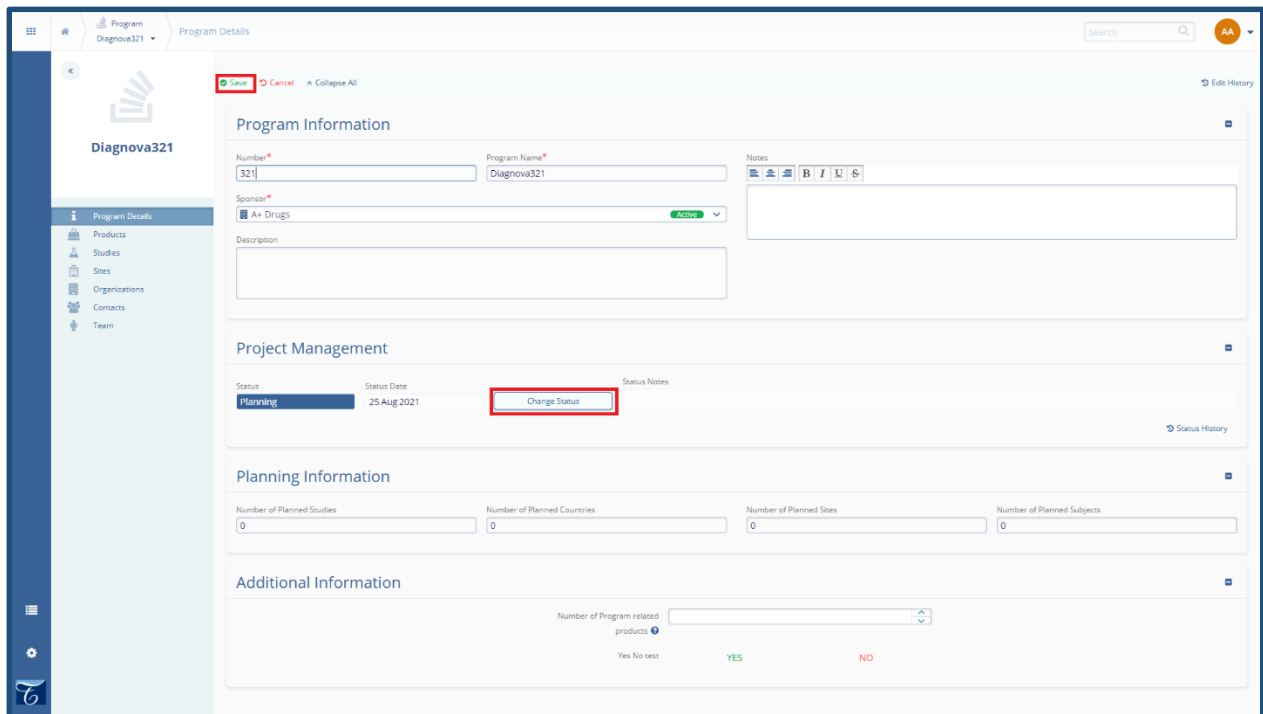 Program
Diagnova321
Program Details
Search
AA
Save Cancel Collapse All
Edit History
Diagnova321
Program Details
Products
Studies
Sites
Organizations
Contacts
Team
Program Information
Number*
321
Program Name*
Diagnova321
Notes
B I U S
Sponsor*
A+ Drugs
Active
Description
Project Management
Status
Status Date
Status Notes
Planning
25 Aug 2021
Change Status
Status History
Planning Information
Number of Planned Studies
Number of Planned Countries
Number of Planned Sites
Number of Planned Subjects
0
0
0
0
Additional Information
Number of Program related
products
Yes No test
YES
NO